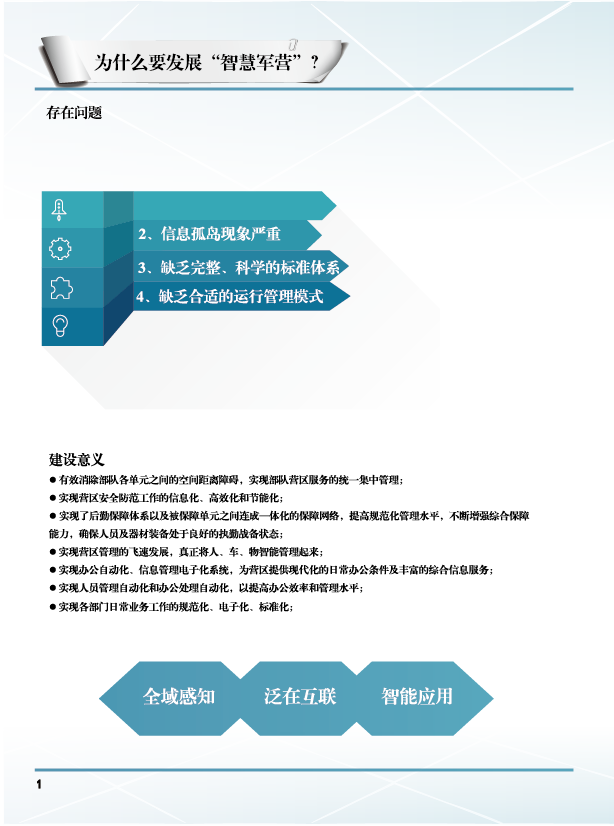 为什么要发展“智慧军营”?
存在问题
2、信息孤岛现象严重
3、缺乏完整、科学的标准体系
4、缺乏合适的运行管理模式
建设意义
● 有效消除部队各单元之间的空间距离障碍，实现部队营区服务的统一集中管理；
● 实现营区安全防范工作的信息化、高效化和节能化；
● 实现了后勤保障体系以及被保障单元之间连成一体化的保障网络，提高规范化管理水平，不断增强综合保障
能力，确保人员及器材装备处于良好的执勤战备状态；
● 实现营区管理的飞速发展，真正将人、车、物智能管理起来；
● 实现办公自动化、信息管理电子化系统，为营区提供现代化的日常办公条件及丰富的综合信息服务；
● 实现人员管理自动化和办公处理自动化，以提高办公效率和管理水平；
● 实现各部门日常业务工作的规范化、电子化、标准化；
全域感知
泛在互联
智能应用
1